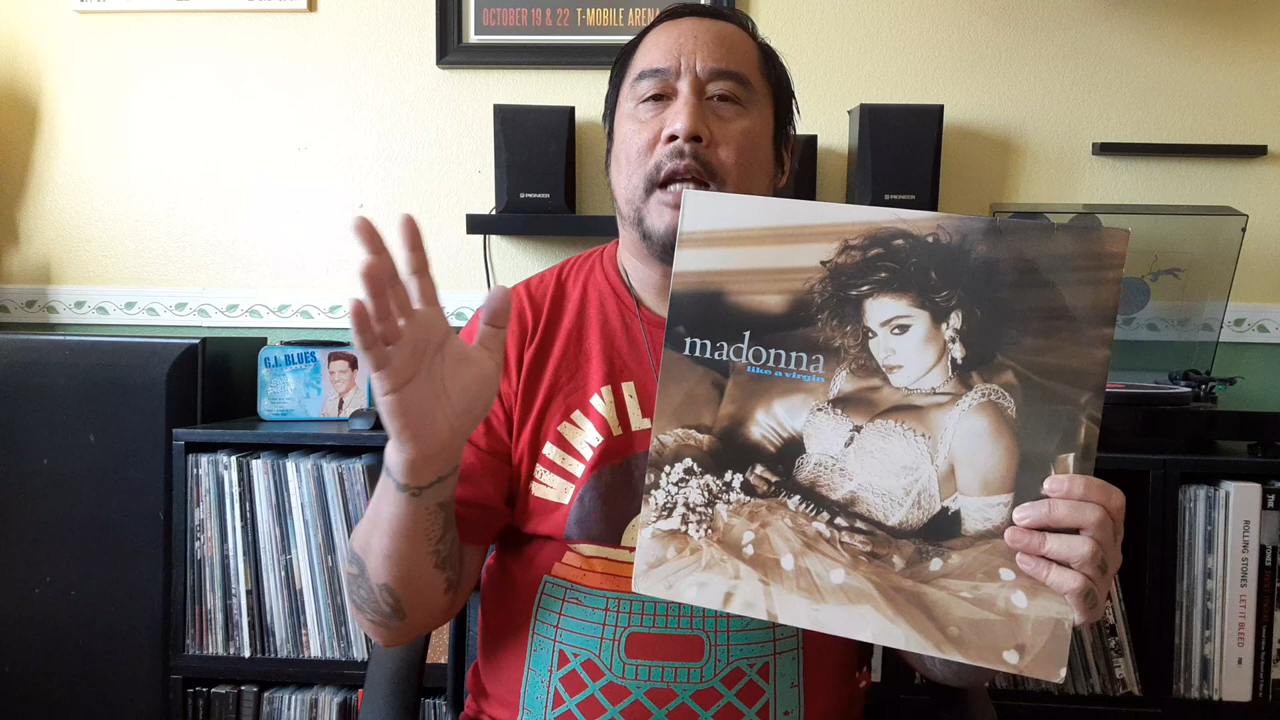 OCTOBER 19 & 22 T-MOBILE ARENA
PIONEER
PIONEER
G.I. BLUES
madonna
like a virgin
VINYL
ROLLING STONES LET IT BLEED